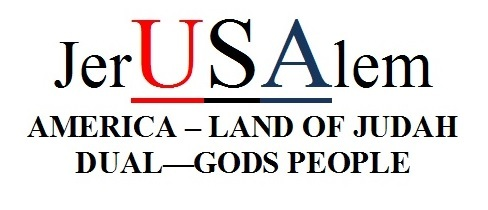 JerUSAlem
AMERICA – LAND OF JUDAH
DUAL—GODS PEOPLE